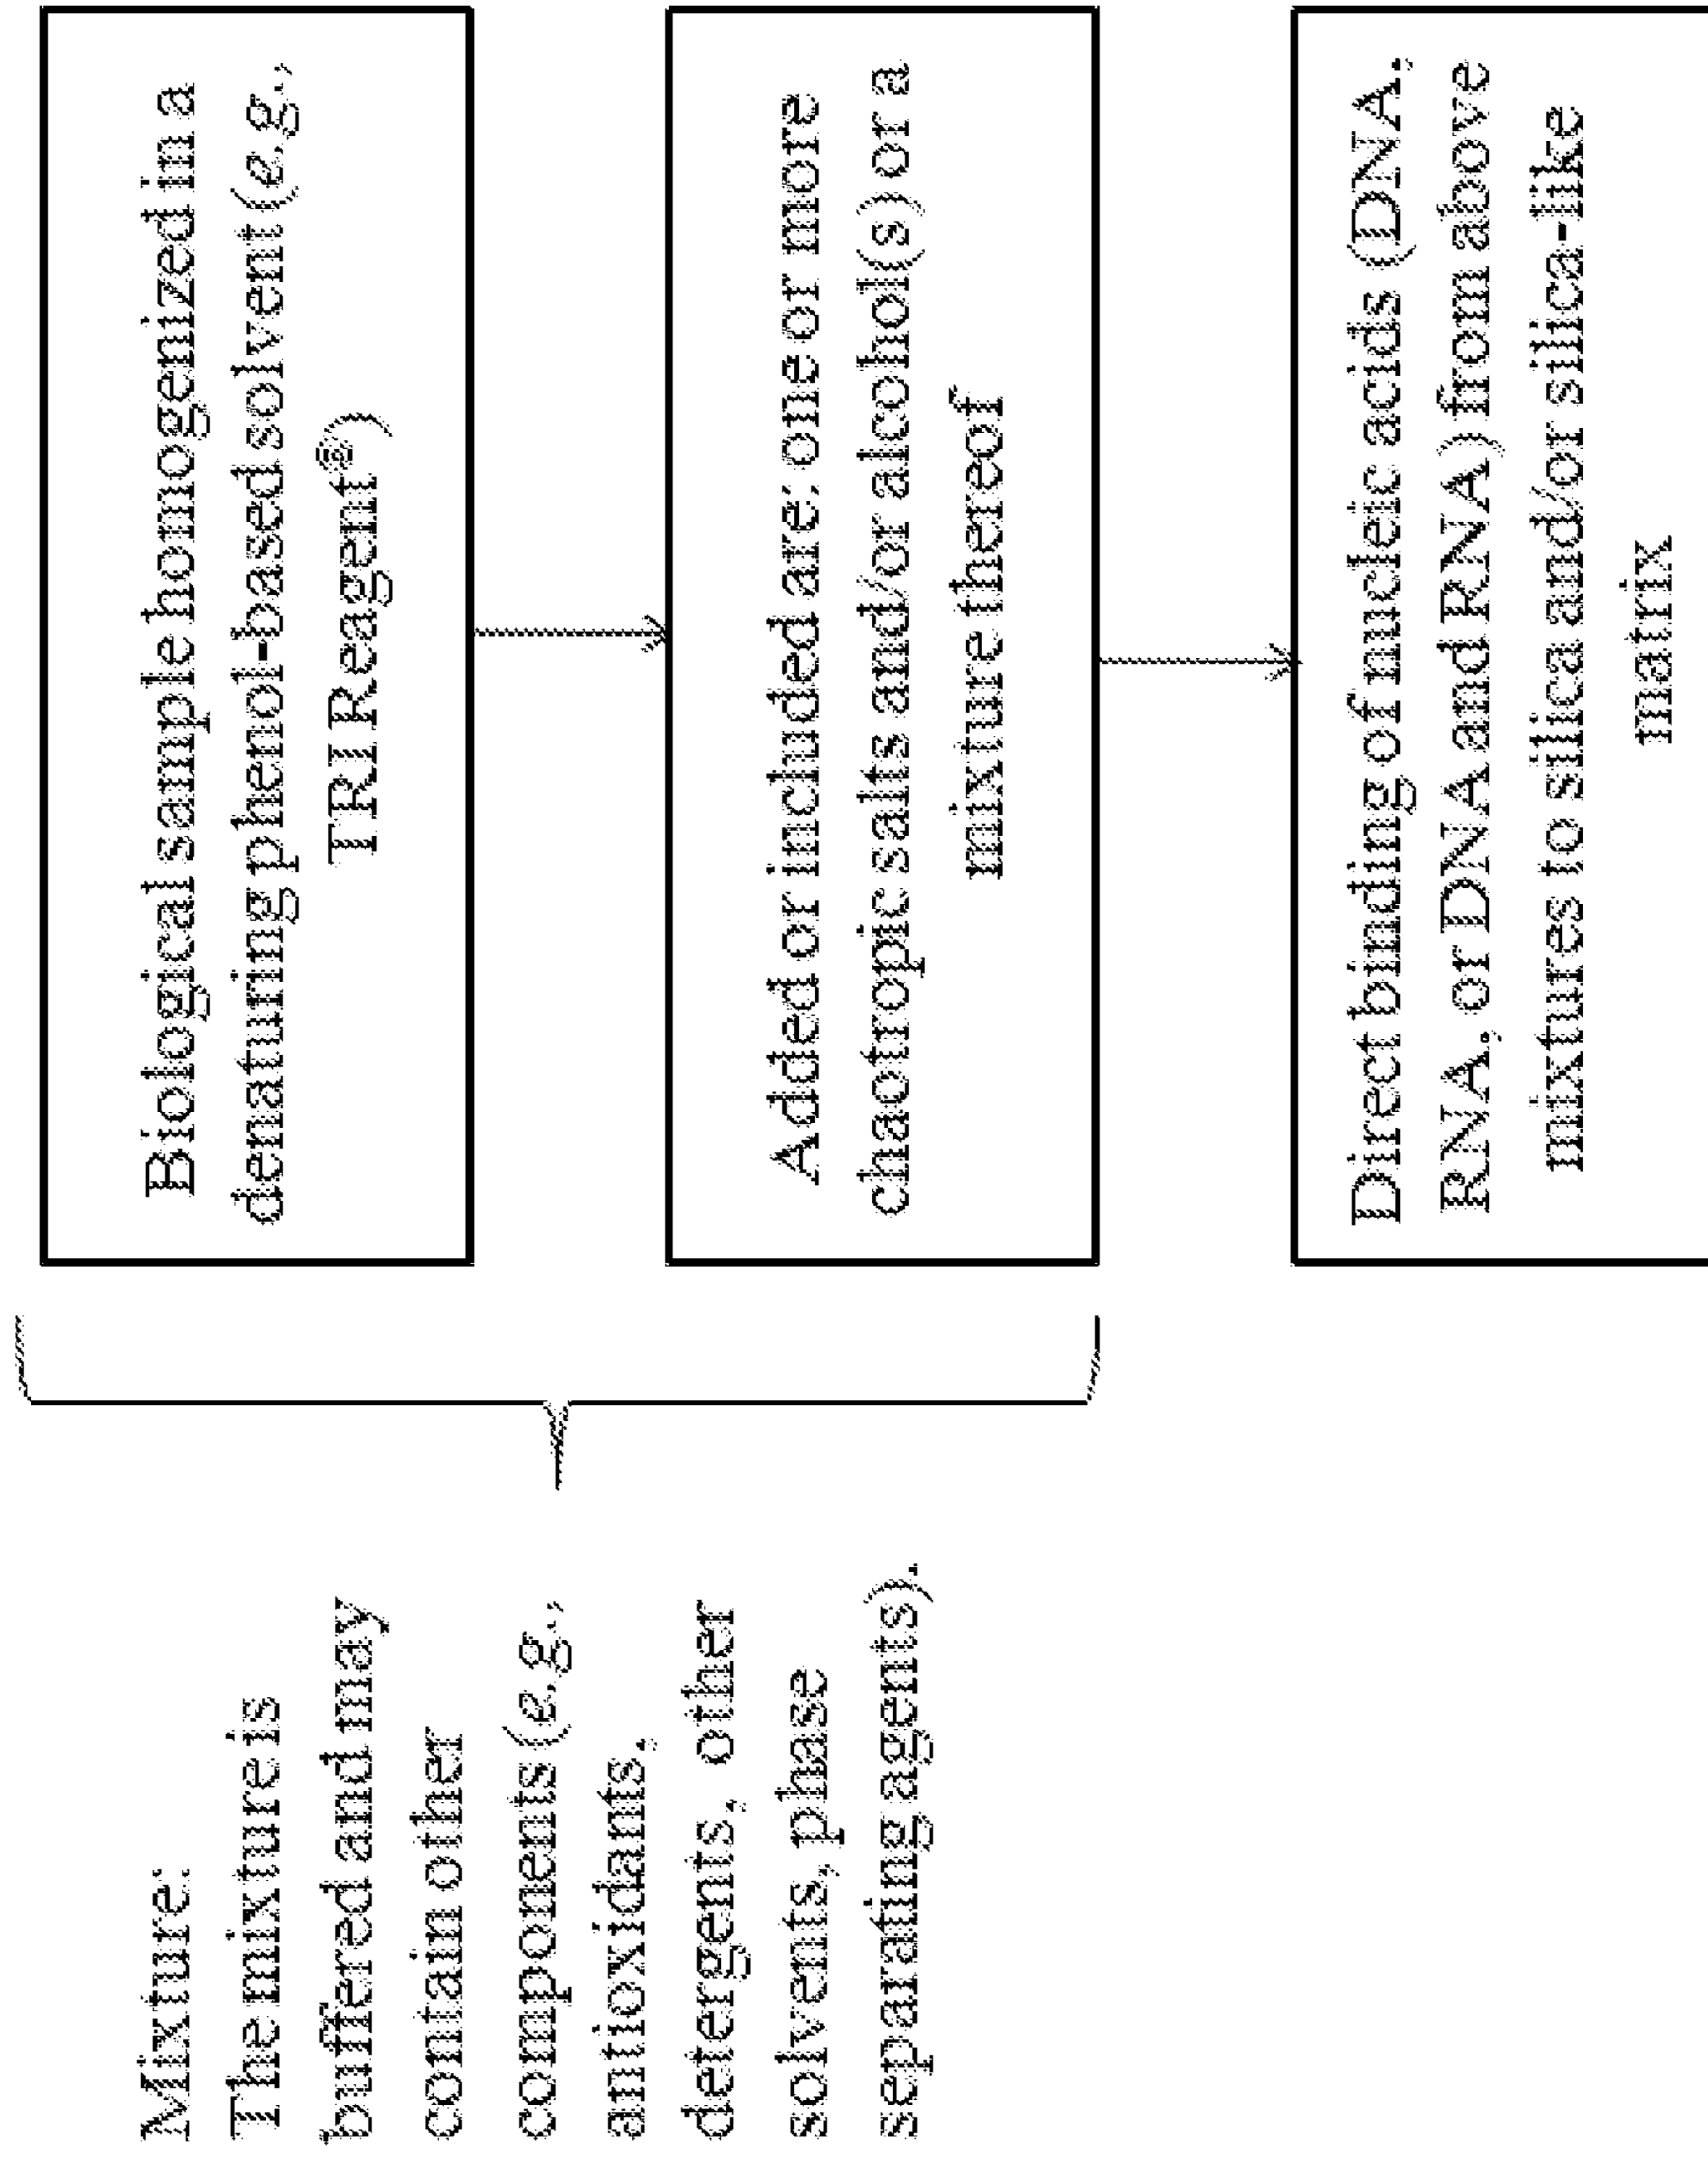 Mixture:
The mixture is
buffered and may
contain other
components (e.g.,
antioxidants,
detergents, other
solvents, phase
separating agents).
Biological sample homogenized in a
denaturing phenol-based solvent (e.g.,
TRI Reagent®)
Added or included are: one or more
chaotropic salts and/or alcohol(s) or a
mixture thereof
Direct binding of nucleic acids (DNA,
RNA, or DNA and RNA) from above
mixtures to silica and/or silica-like
matrix